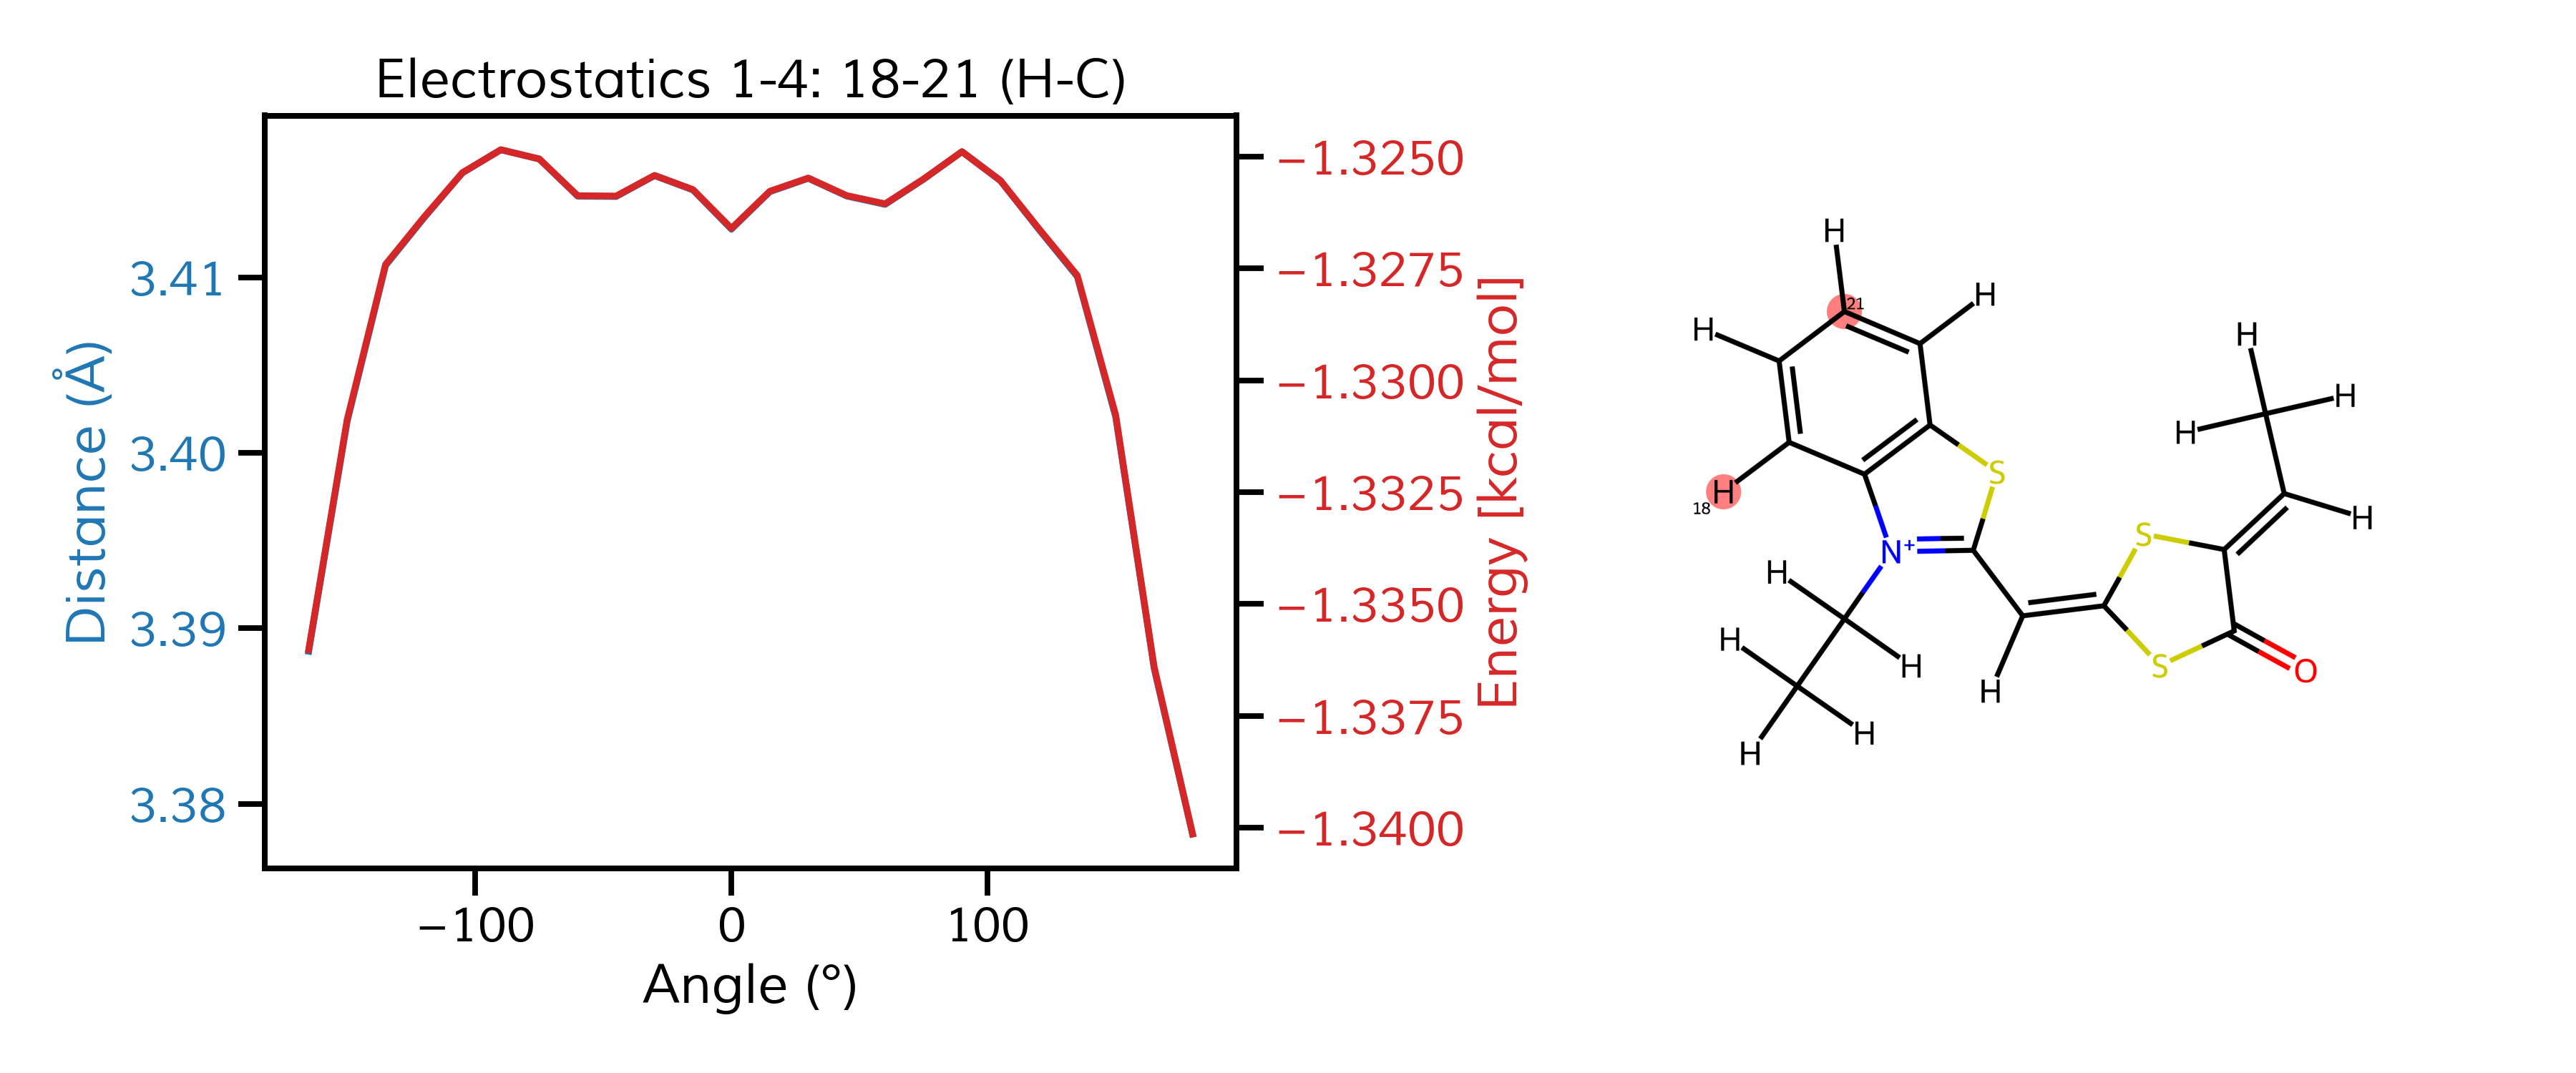 Electrostatics 1-4: 18-21 (H-C)
Distance (Å)
3.41
3.40
3.39
3.38
−1.3250
−1.3275
−1.3300
−1.3325
−1.3350
−1.3375
−1.3400
Energy [kcal/mol]
−100 0 100
Angle (°)
H
H
21
H
H
H
H
S
H
18
H
H
S
N+
H
H
H
S
O
H
H
H